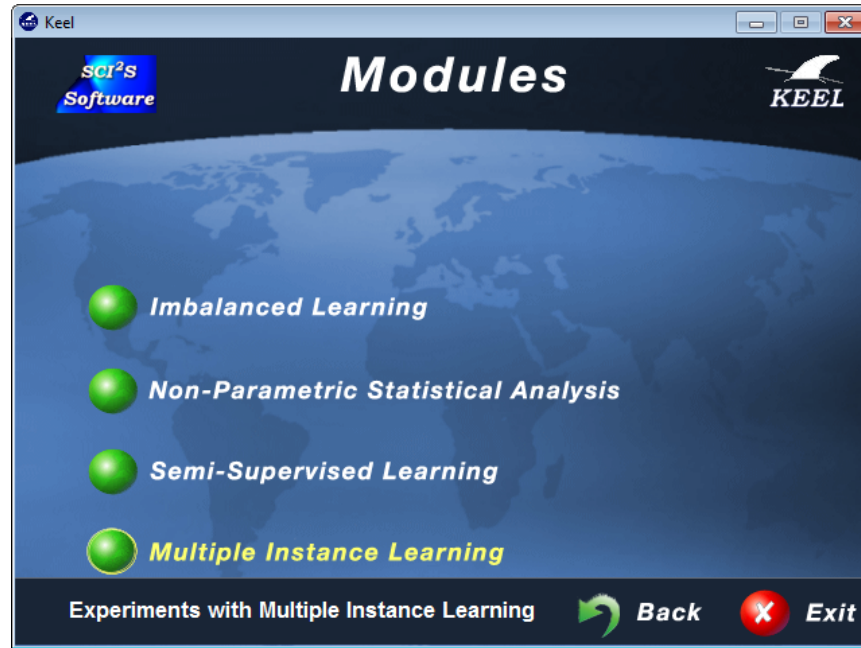 Keel
SCI²S
Software
Modules
KEEL
Imbalanced Learning
Non-Parametric Statistical Analysis
Semi-Supervised Learning
Multiple Instance Learning
Experiments with Multiple Instance Learning
Back
X
Exit